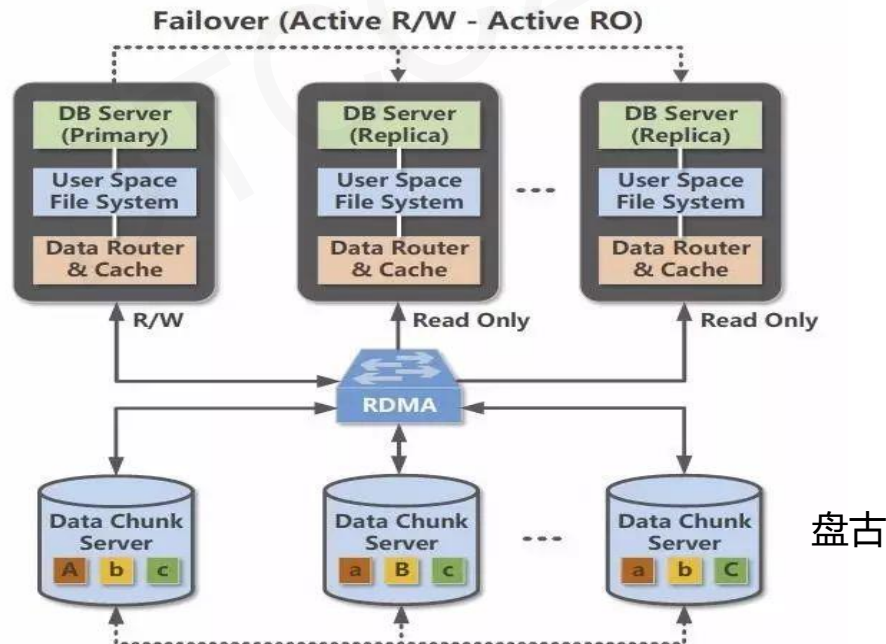 Failover (Active R/W - Active RO)
DB Server
(Primary)
User Space
File System
Data Router
& Cache
DB Server
(Replica)
User Space
File System
Data Router
& Cache
...
DB Server
(Replica)
User Space
File System
Data Router
& Cache
R/W
Read Only
Read Only
RDMA
Data Chunk
Server
A b c
Data Chunk
Server
a B c
...
Data Chunk
Server
a b C
盘古